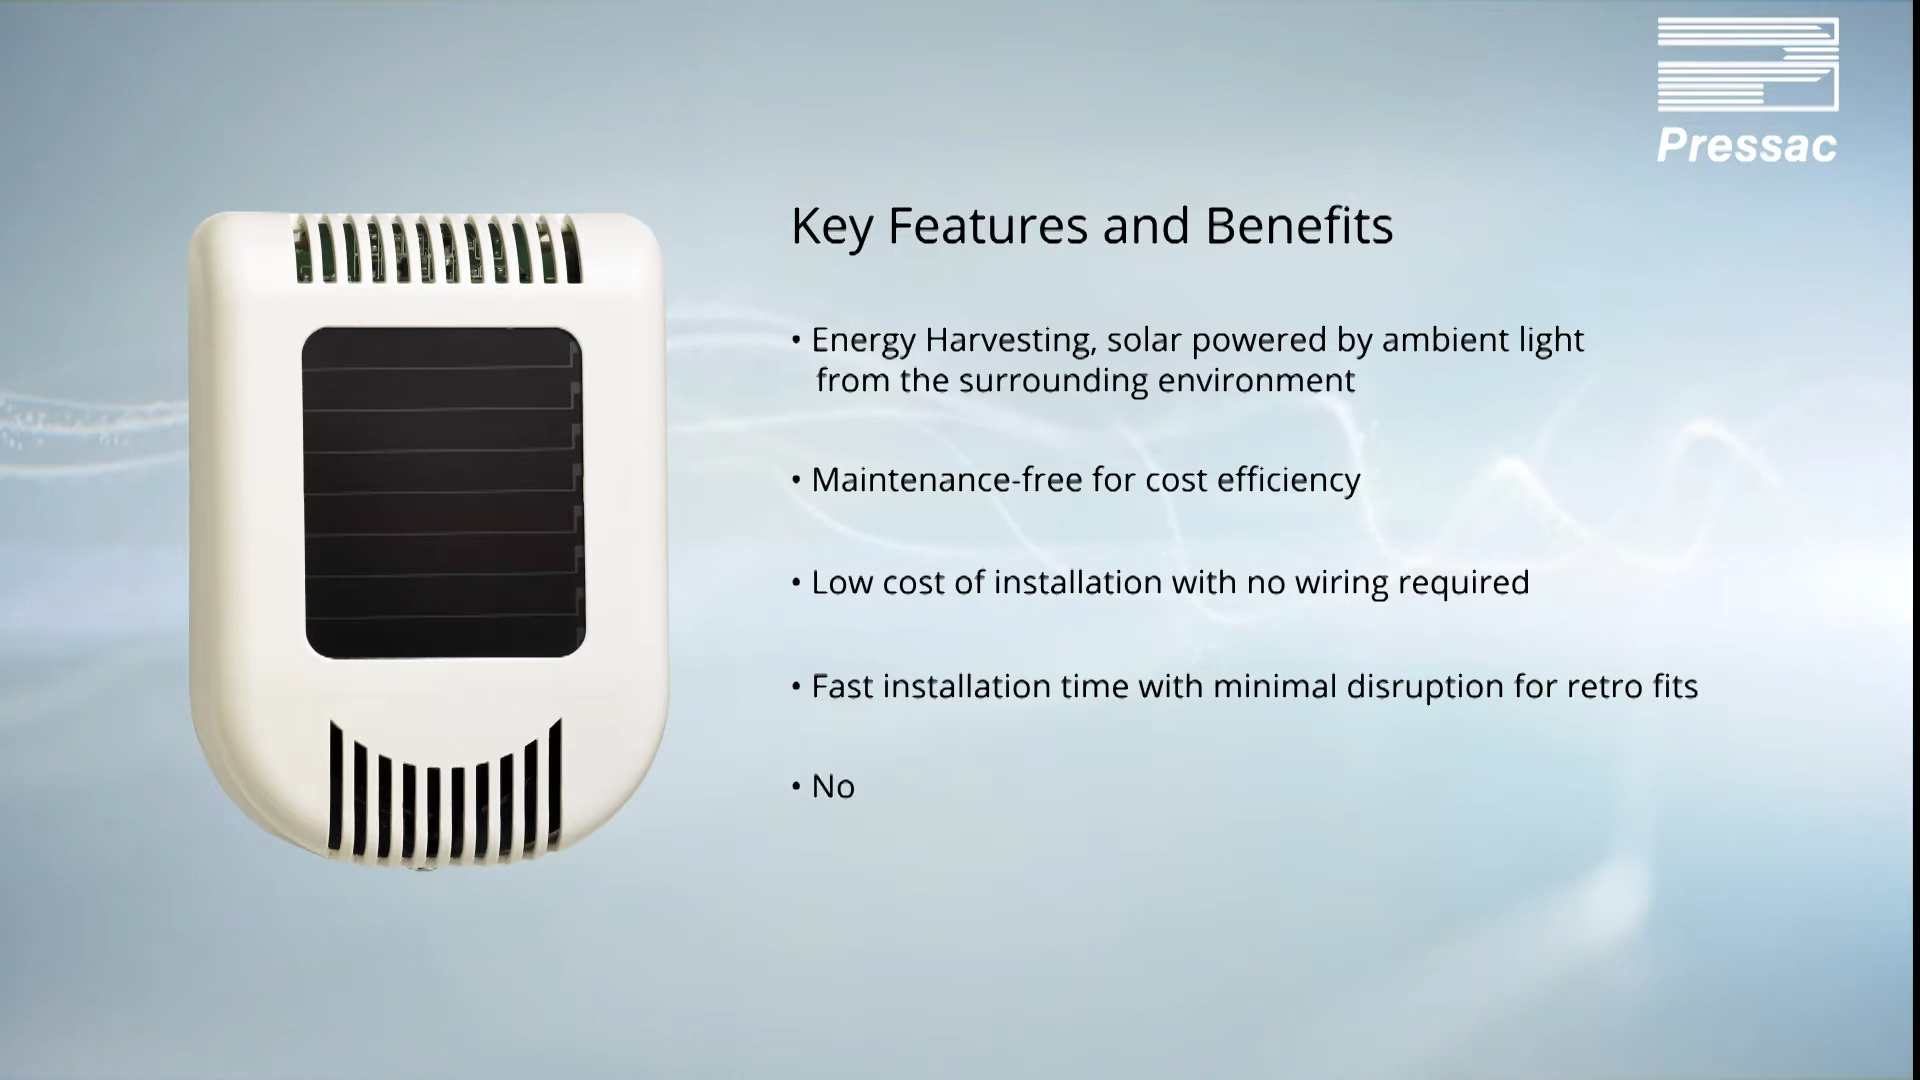 Pressac
Key Features and Benefits
• Energy Harvesting, solar powered by ambient light
from the surrounding environment
• Maintenance-free for cost efficiency
• Low cost of installation with no wiring required
• Fast installation time with minimal disruption for retro fits
• No